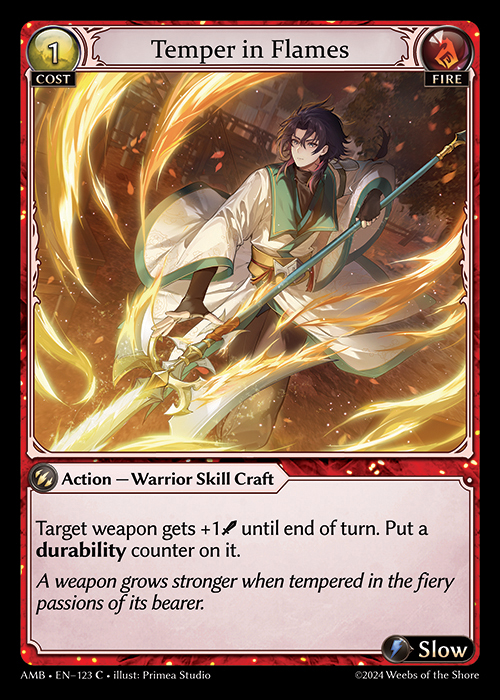 1
COST
Temper in Flames
FIRE
Action — Warrior Skill Craft
Target weapon gets +1 until end of turn. Put a
durability counter on it.
A weapon grows stronger when tempered in the fiery
passions of its bearer.
Slow
AMB • EN–123 C • illust: Primea Studio
©2024 Weebs of the Shore